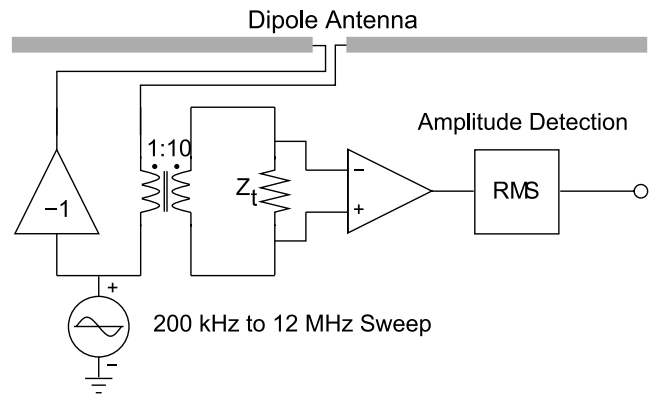 Dipole Antenna
Amplitude Detection
1:10
−1
Zt
−
+
RMS
+
200 kHz to 12 MHz Sweep
−